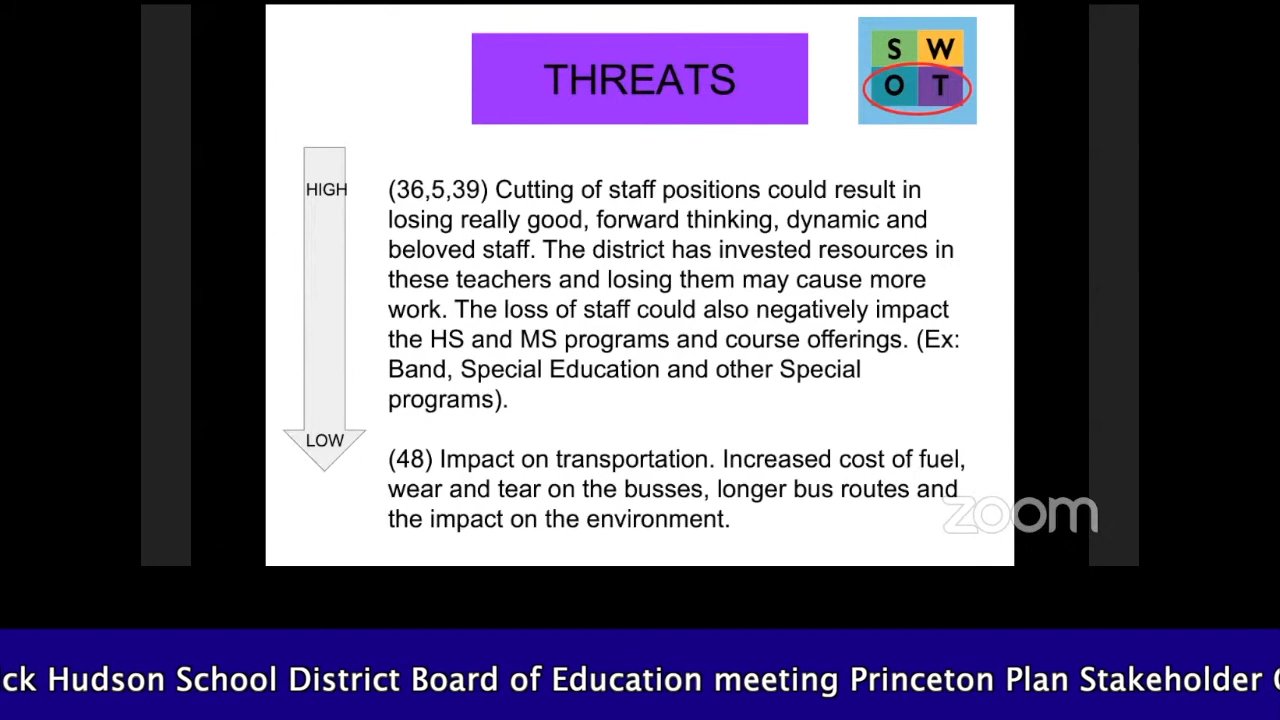 THREATS
S W
O T
HIGH
(36,5,39) Cutting of staff positions could result in
losing really good, forward thinking, dynamic and
beloved staff. The district has invested resources in
these teachers and losing them may cause more
work. The loss of staff could also negatively impact
the HS and MS programs and course offerings. (Ex:
Band, Special Education and other Special
programs).
LOW
(48) Impact on transportation. Increased cost of fuel,
wear and tear on the busses, longer bus routes and
the impact on the environment.
zoom
ick Hudson School District Board of Education meeting Princeton Plan Stakeholder